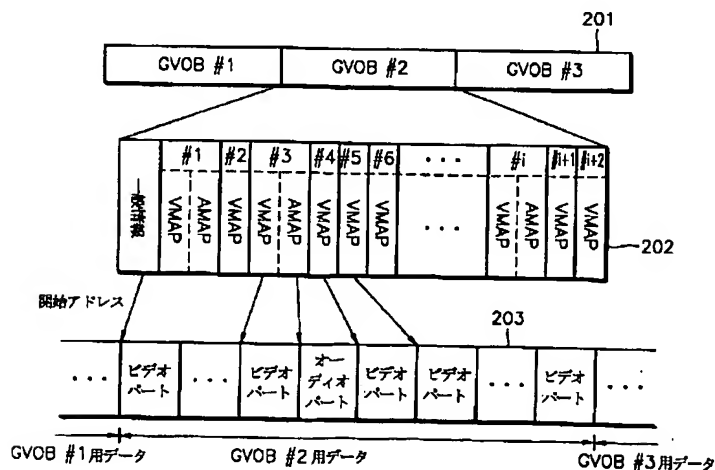 201
GVOB #1 GVOB #2 GVOB #3
#1 #2 #3 #4 #5 #6 ・・・ #i #i+1 #i+2
一般情報 VMAP AMAP VMAP VMAP AMAP VMAP VMAP VMAP ・・・ VMAP AMAP VMAP VMAP
202
開始アドレス
203
・・・ ビデオパート ・・・ ビデオパート オーディオパート ビデオパート ビデオパート ・・・ ビデオパート ・・・
GVOB #1用データ GVOB #2用データ GVOB #3用データ